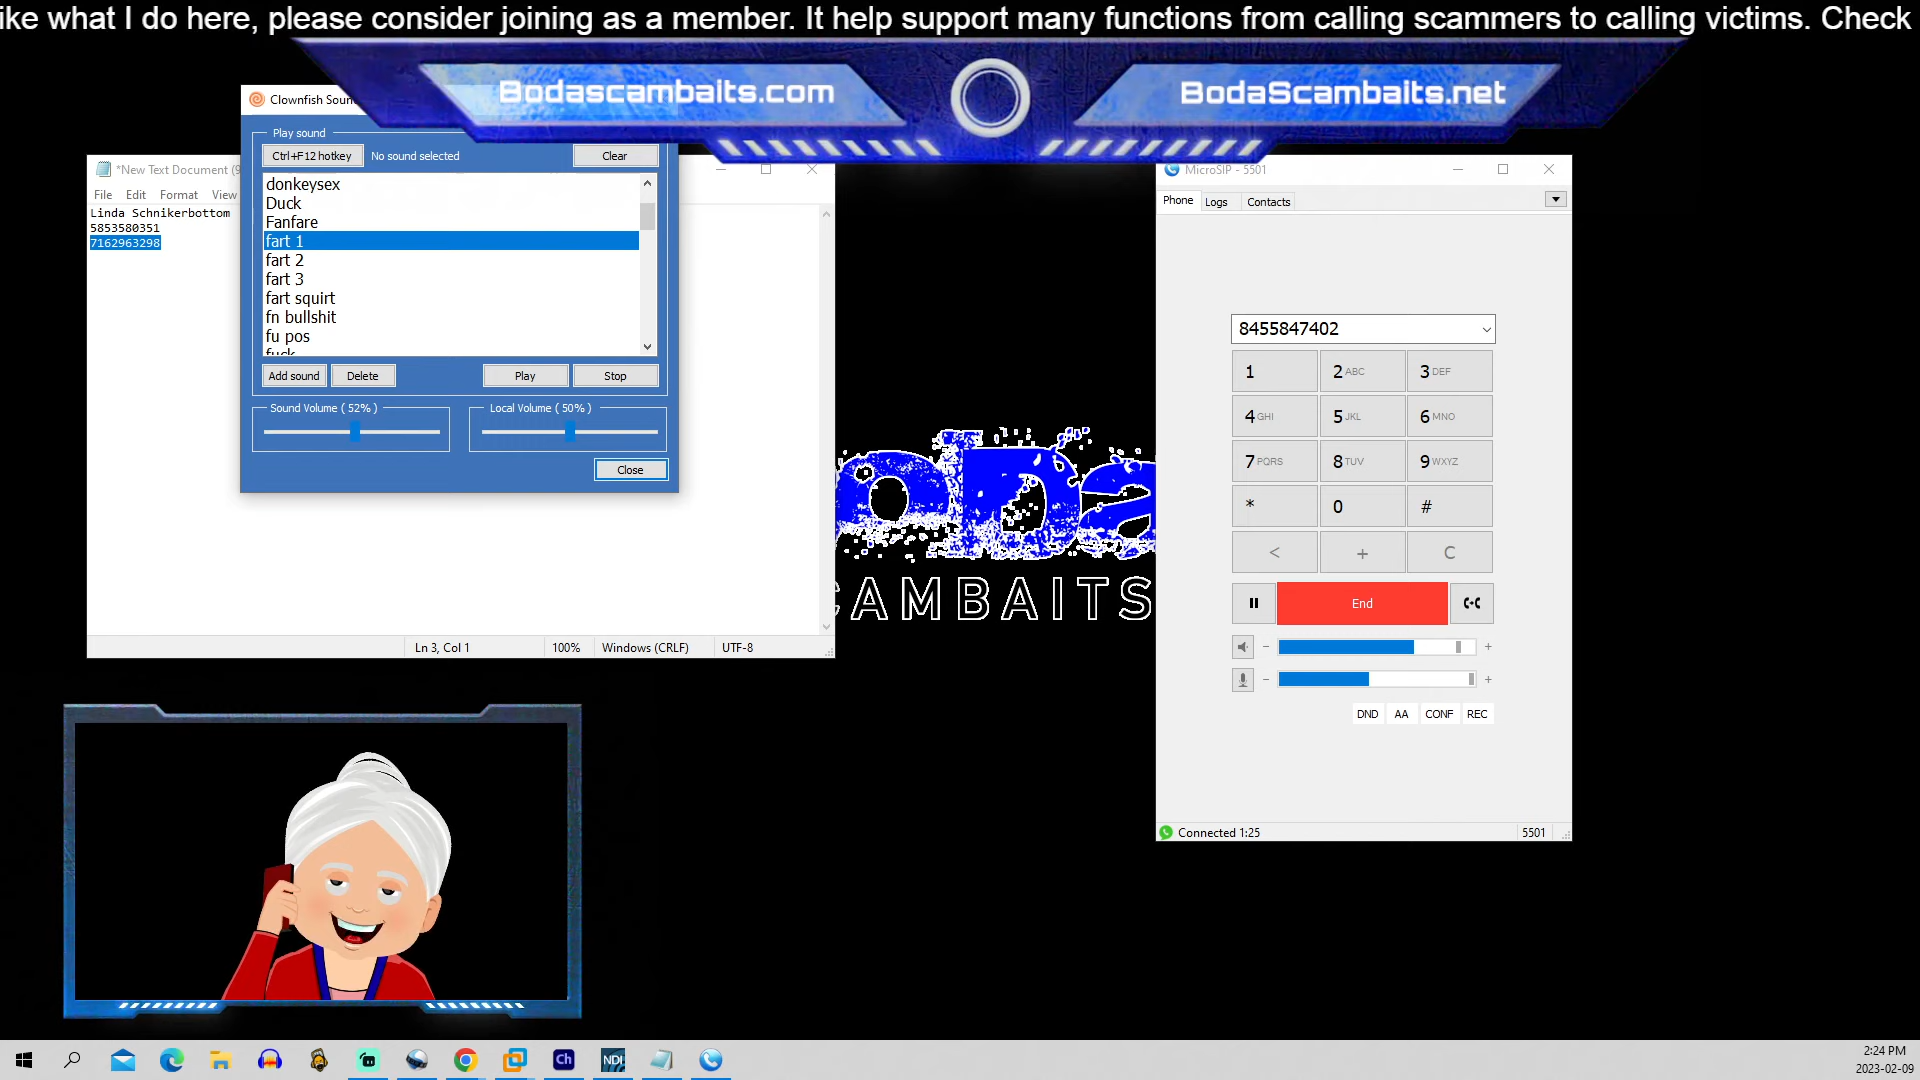 ike what I do here, please consider joining as a member. It help support many functions from calling scammers to calling victims. Check
Bodascambaits.com
BodaScambaits.net
Clownfish Soun
Play sound
Ctrl+F12 hotkey No sound selected Clear
donkeysex
Duck
Fanfare
fart 1
fart 2
fart 3
fart squirt
fn bullshit
fu pos
fuck
Add sound Delete Play Stop
Sound Volume ( 52% ) Local Volume ( 50% )
Close
*New Text Document (9
File Edit Format View
Linda Schnikerbottom
5853580351
7162963298
Ln 3, Col 1 100% Windows (CRLF) UTF-8
oDa
CAMBAITS
MicroSIP - 5501
Phone Logs Contacts
8455847402
1 2 ABC 3 DEF
4 GHI 5 JKL 6 MNO
7 PQRS 8 TUV 9 WXYZ
* 0 #
< + C
End
- +
- +
DND AA CONF REC
Connected 1:25 5501
Ch
NDI
2:24 PM
2023-02-09